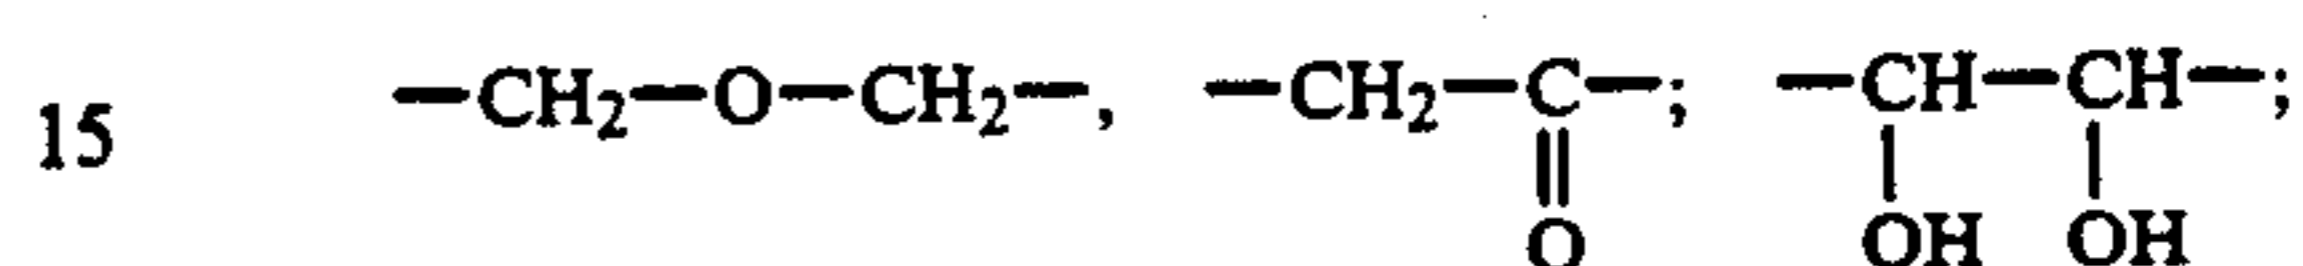 15 —CH₂—O—CH₂—, —CH₂—C—; —CH—CH—;
O OH OH